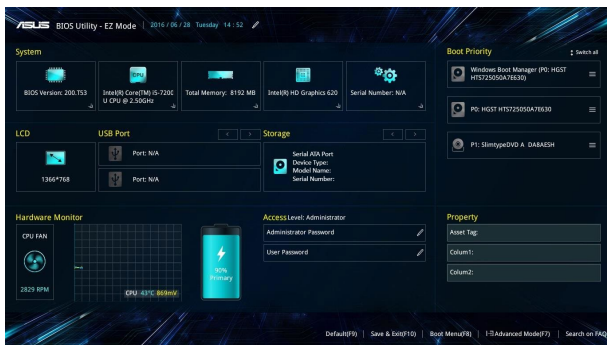 ASUS BIOS Utility - EZ Mode 2016 / 06 / 28 Tuesday 14 : 52
System
BIOS Version: 200.T53
CPU
Intel(R) Core(TM) i5-7200
U CPU @ 2.50GHz
Total Memory: 8192 MB
Intel(R) HD Graphics 620
Serial Number: N/A
Boot Priority
Switch all
Windows Boot Manager (P0: HGST
HTS725050A7E630)
P0: HGST HTS725050A7E630
P1: SlimtypeDVD A DA8AESH
LCD
1366*768
USB Port
Port: N/A
Port: N/A
Storage
Serial ATA Port
Device Type:
Model Name:
Serial Number:
Hardware Monitor
CPU FAN
2829 RPM
CPU 43°C 869mV
90%
Primary
Access Level: Administrator
Administrator Password
User Password
Property
Asset Tag:
Colum1:
Colum2:
Default(F9) | Save & Exit(F10) | Boot Menu(F8) | Advanced Mode(F7) | Search on FAQ